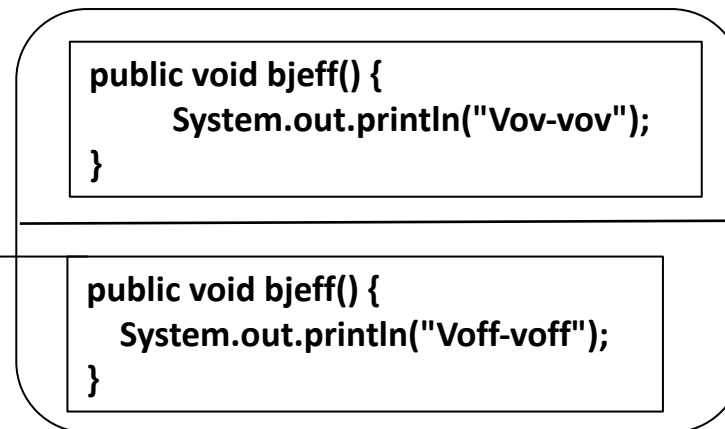 public void bjeff() {
System.out.println("Vov-vov");
}
public void bjeff() {
System.out.println("Voff-voff");
}